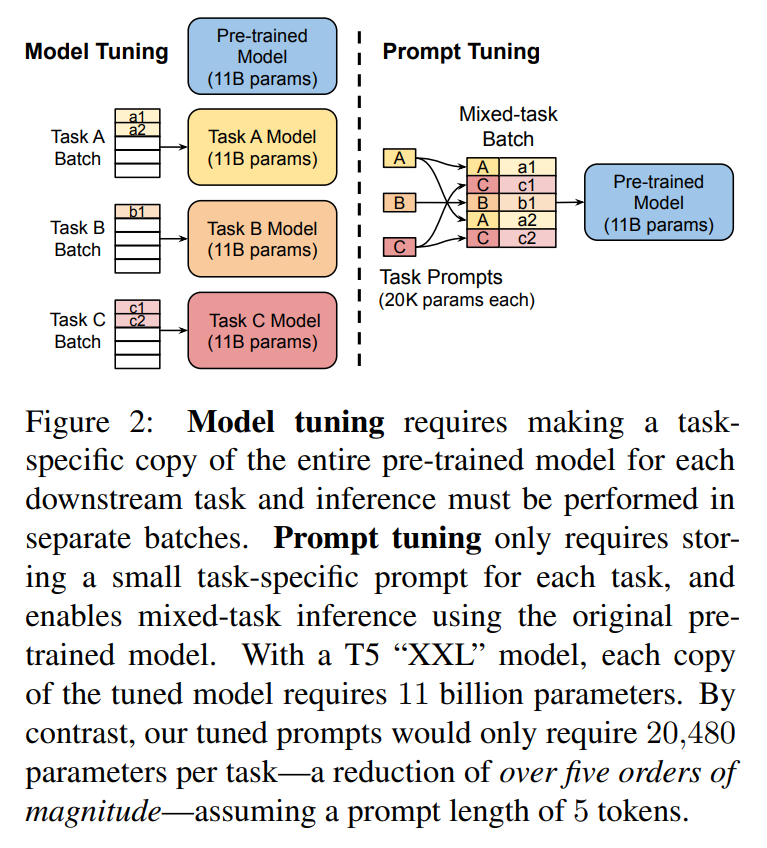 Model Tuning
Pre-trained
Model
(11B params)
Task A
Batch
a1
a2
Task A Model
(11B params)
Task B
Batch
b1
Task B Model
(11B params)
Task C
Batch
c1
c2
Task C Model
(11B params)
Prompt Tuning
Mixed-task
Batch
A
B
C
Task Prompts
(20K params each)
A a1
C c1
B b1
A a2
C c2
Pre-trained
Model
(11B params)
Figure 2: Model tuning requires making a task-
specific copy of the entire pre-trained model for each
downstream task and inference must be performed in
separate batches. Prompt tuning only requires stor-
ing a small task-specific prompt for each task, and
enables mixed-task inference using the original pre-
trained model. With a T5 “XXL” model, each copy
of the tuned model requires 11 billion parameters. By
contrast, our tuned prompts would only require 20,480
parameters per task—a reduction of over five orders of
magnitude—assuming a prompt length of 5 tokens.